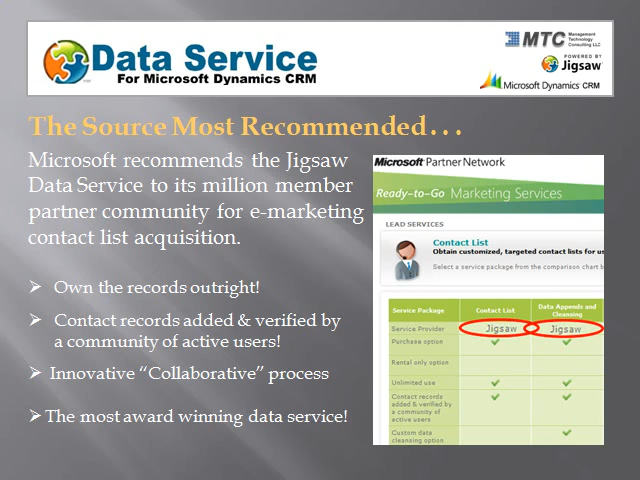 Data Service
For Microsoft Dynamics CRM
MTC
Management
Technology
Consulting LLC
POWERED BY
Jigsaw
Microsoft Dynamics CRM
The Source Most Recommended . . .
Microsoft recommends the Jigsaw
Data Service to its million member
partner community for e-marketing
contact list acquisition.
Own the records outright!
Contact records added & verified by
a community of active users!
Innovative “Collaborative” process
The most award winning data service!
Microsoft Partner Network
Ready-to-Go Marketing Services
LEAD SERVICES
Contact List
Obtain customized, targeted contact lists for us
Select a service package from the comparison chart b
Service Package
Contact List
Data Appends and
Cleansing
Service Provider
Jigsaw
Jigsaw
Purchase option
Rental only option
Unlimited use
Contact records
added & verified by
a community of
active users
Custom data
cleansing option